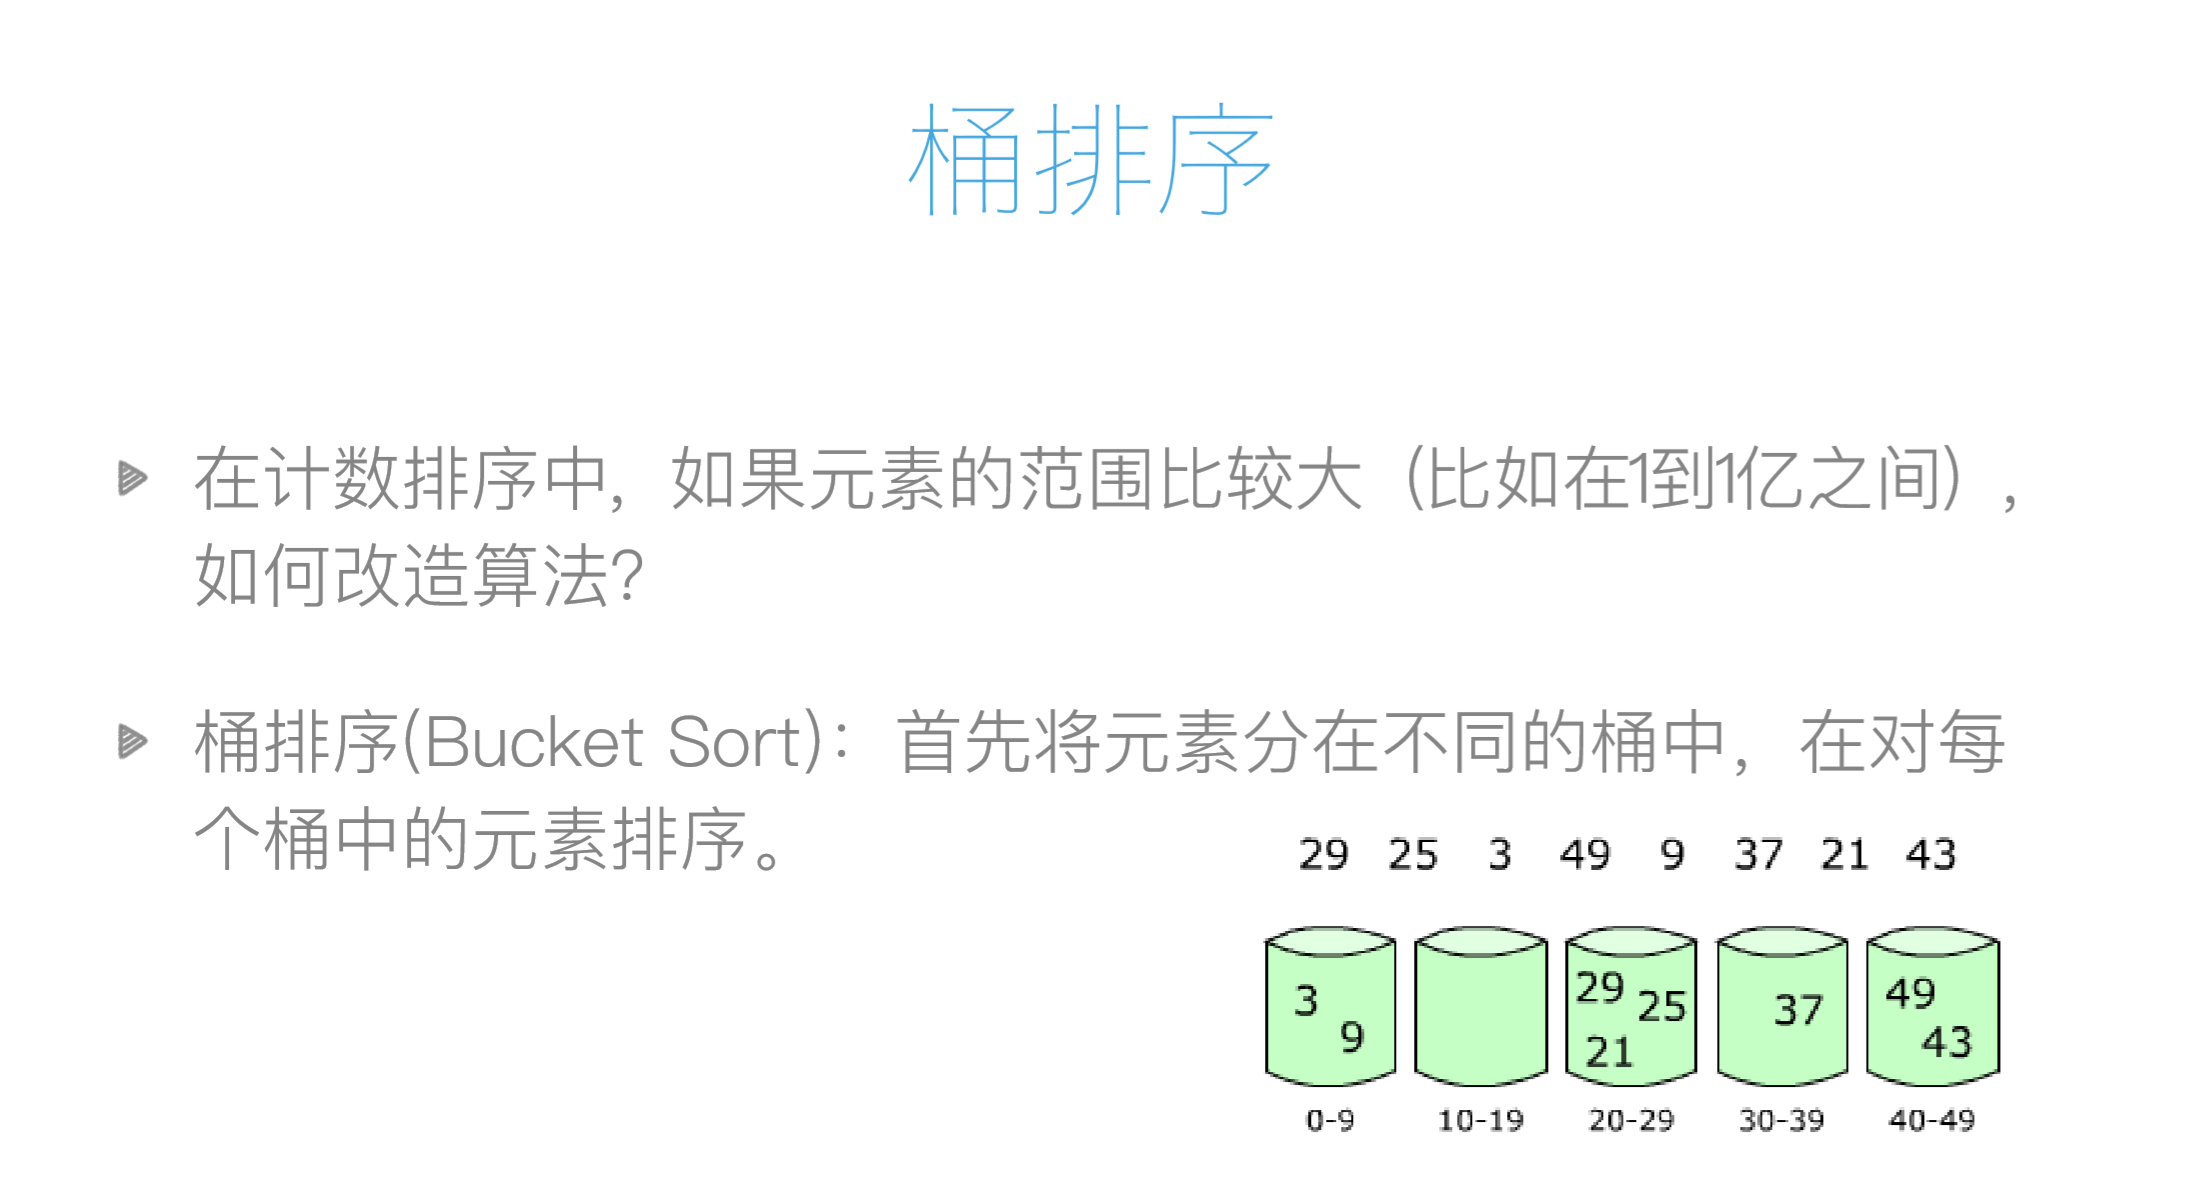 桶排序
在计数排序中，如果元素的范围比较大（比如在1到1亿之间），
如何改造算法？
桶排序(Bucket Sort)：首先将元素分在不同的桶中，在对每
个桶中的元素排序。
29 25 3 49 9 37 21 43
3 9
29 25 21
37
49 43
0-9 10-19 20-29 30-39 40-49